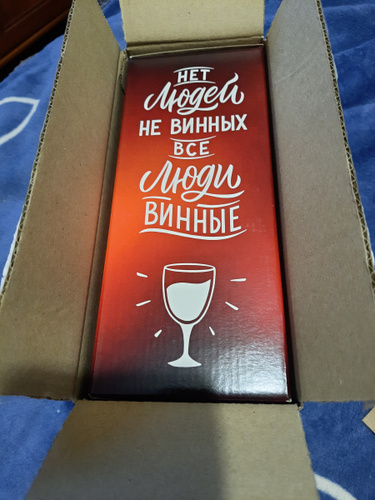 НЕТ
Людей
НЕ ВИННЫХ
ВСЕ
Люди
ВИННЫЕ